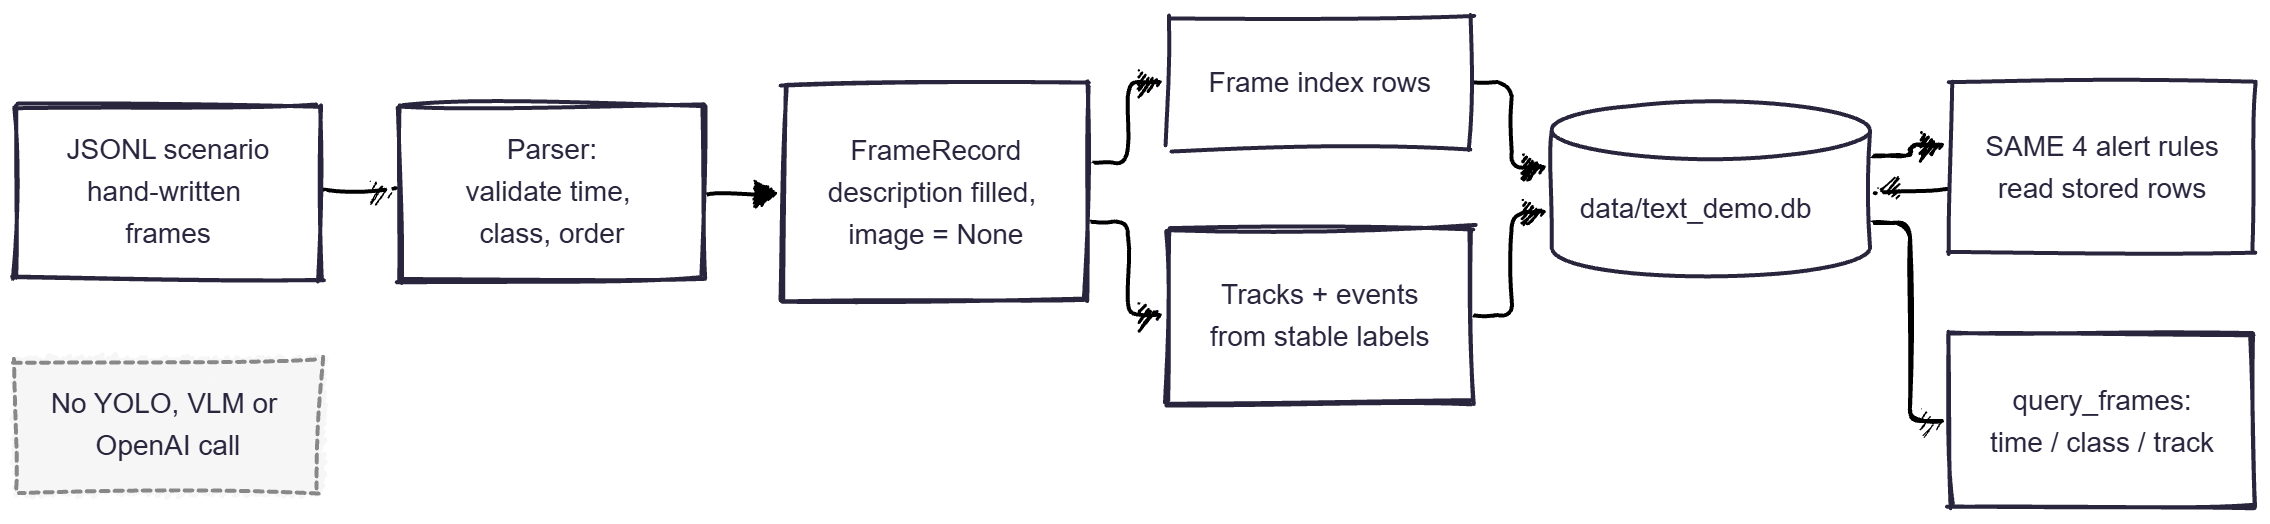 JSONL scenario
hand-written
frames
Parser:
validate time,
class, order
FrameRecord
description filled,
image = None
Frame index rows
Tracks + events
from stable labels
data/text_demo.db
SAME 4 alert rules
read stored rows
query_frames:
time / class / track
No YOLO, VLM or
OpenAI call